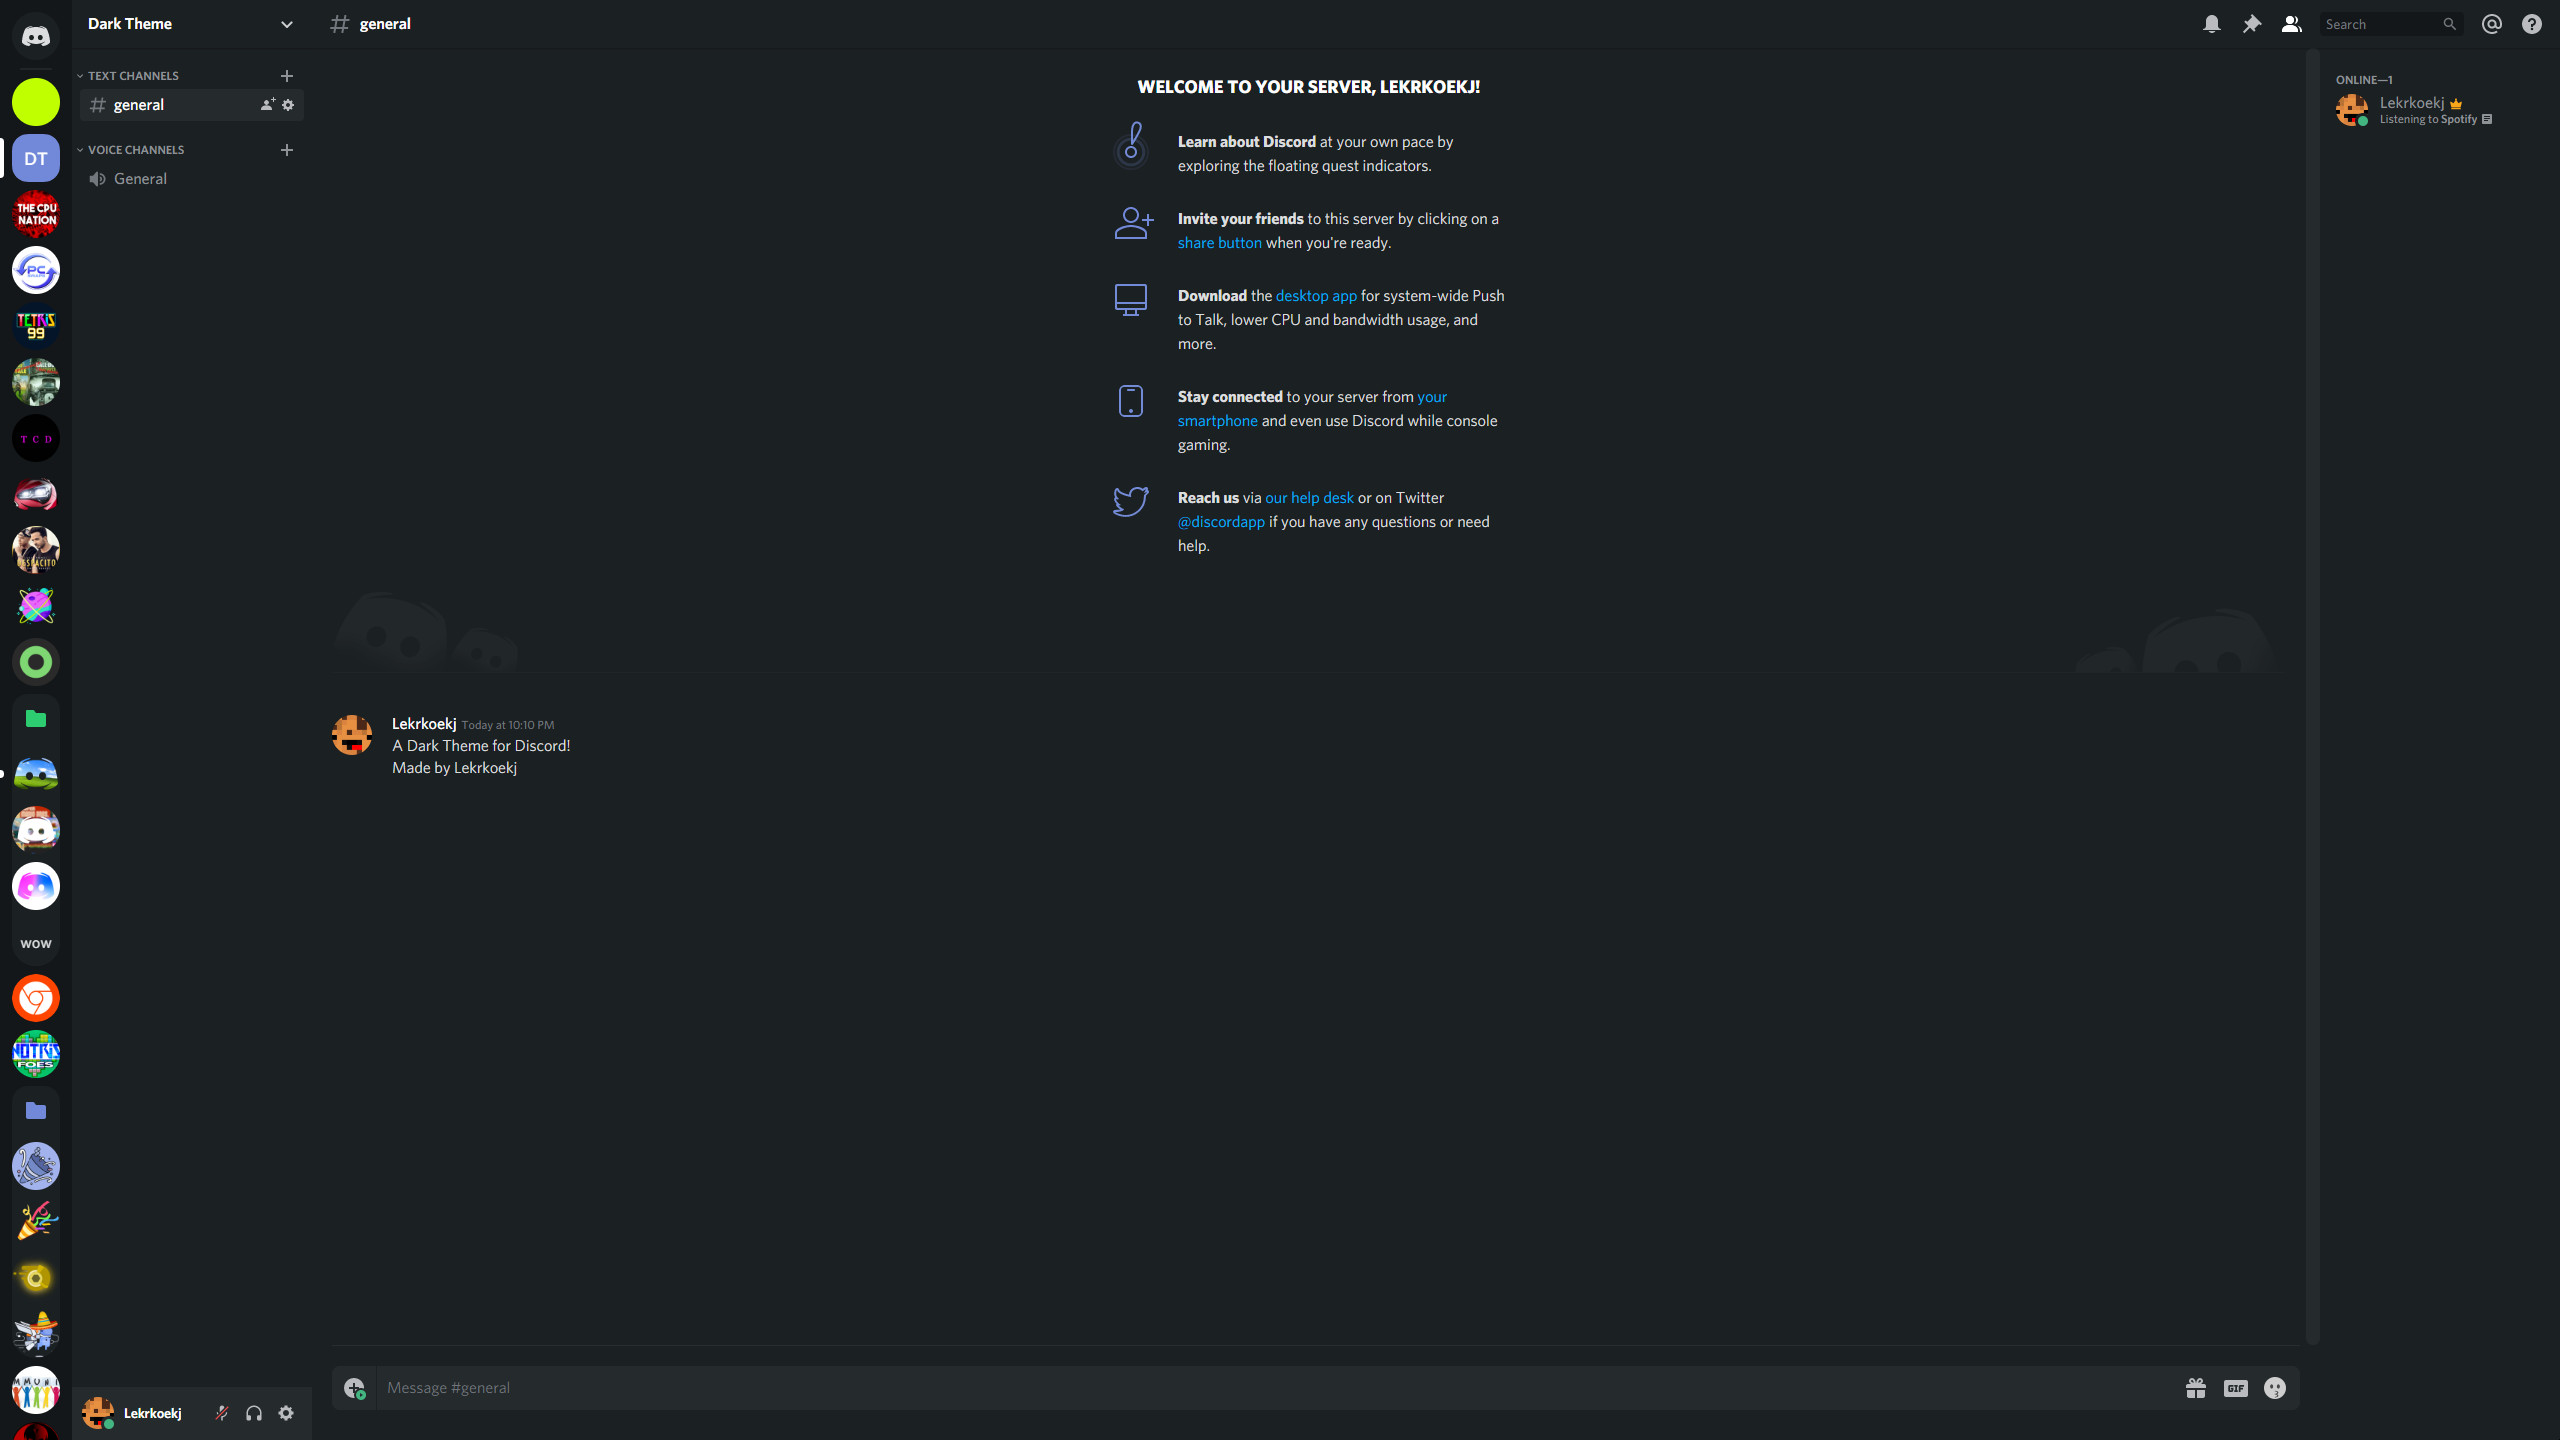 Dark Theme
general
Search
TEXT CHANNELS
general
VOICE CHANNELS
General
DT
THE CPU
NATION
PC
TETRIS
99
T C D
DESPACITO
wow
NOTRIS
FOES
WELCOME TO YOUR SERVER, LEKRKOEKJ!
Learn about Discord at your own pace by
exploring the floating quest indicators.
Invite your friends to this server by clicking on a
share button when you're ready.
Download the desktop app for system-wide Push
to Talk, lower CPU and bandwidth usage, and
more.
Stay connected to your server from your
smartphone and even use Discord while console
gaming.
Reach us via our help desk or on Twitter
@discordapp if you have any questions or need
help.
Lekrkoekj Today at 10:10 PM
A Dark Theme for Discord!
Made by Lekrkoekj
Message #general
GIF
Lekrkoekj
ONLINE—1
Lekrkoekj
Listening to Spotify